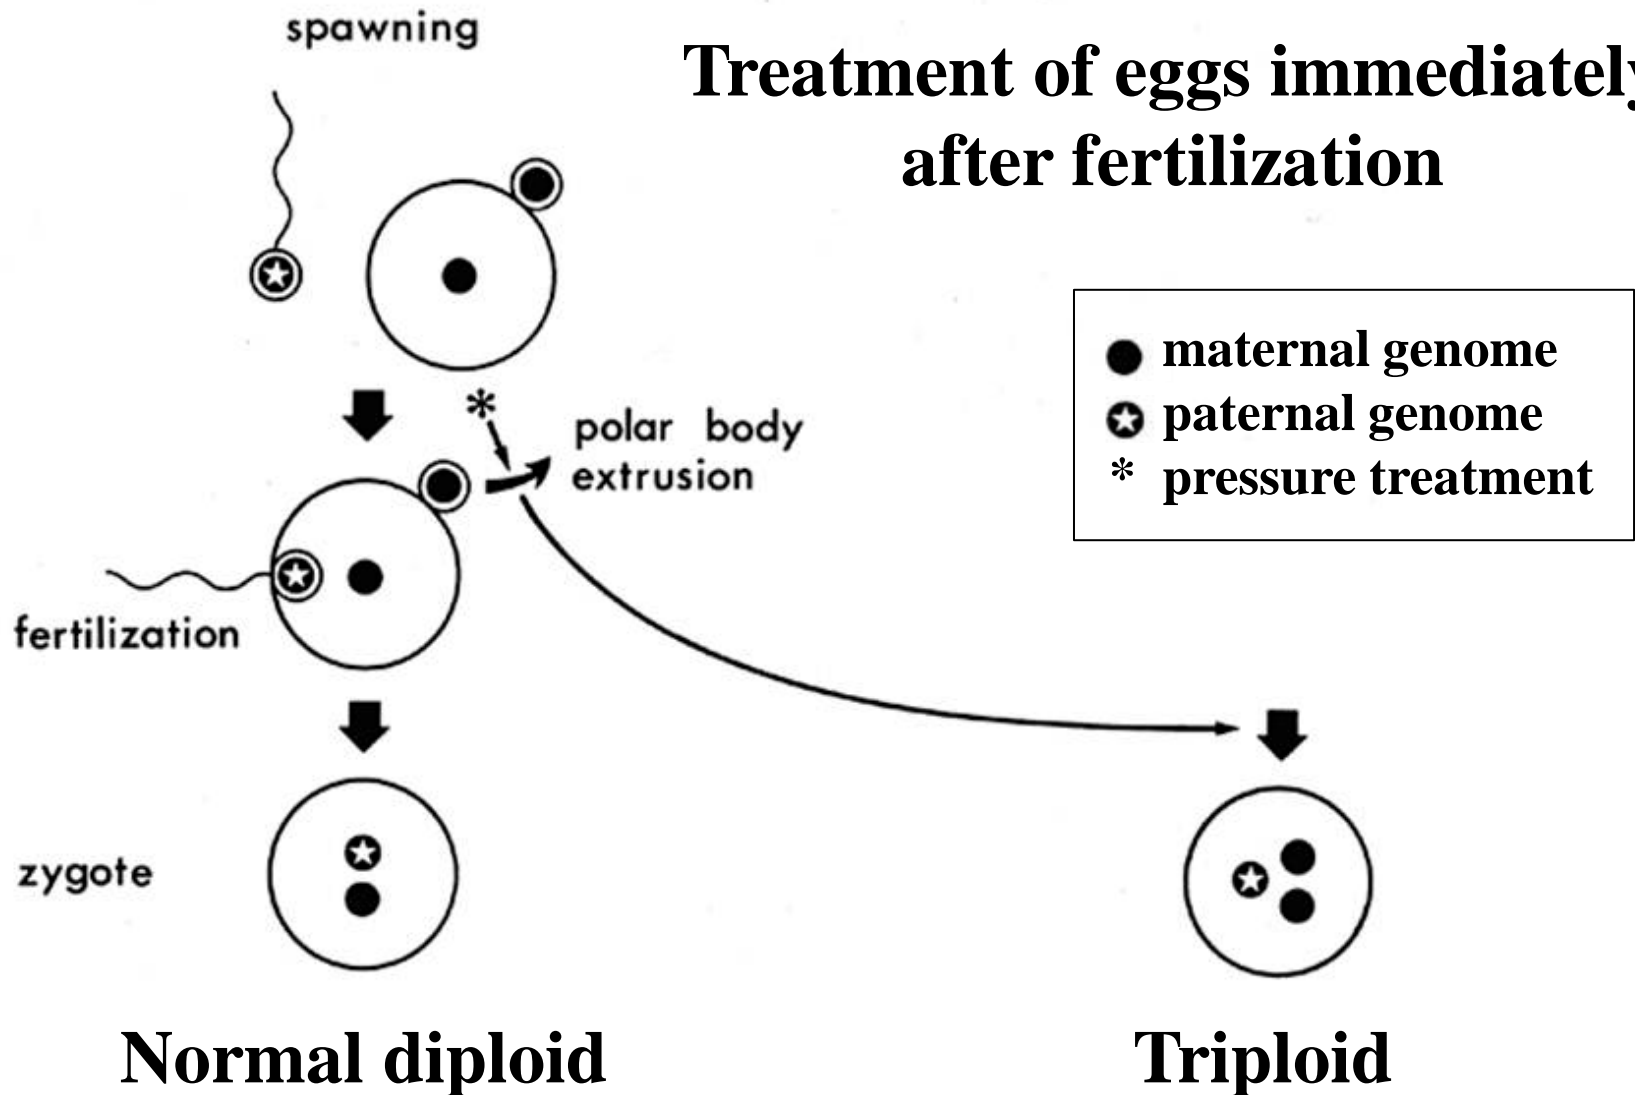 spawning
Treatment of eggs immediately
after fertilization
maternal genome
paternal genome
* pressure treatment
*
polar body
extrusion
fertilization
zygote
Normal diploid
Triploid